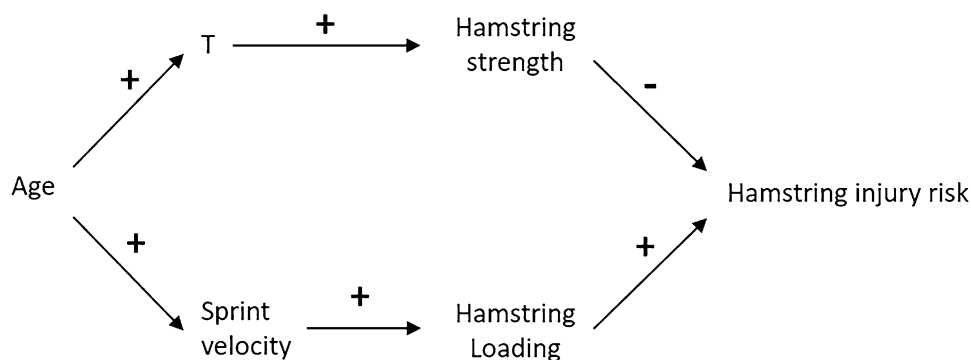 +
Hamstring
strength
T
+
-
Age
Hamstring injury risk
+
+
+
Sprint
velocity
Hamstring
Loading